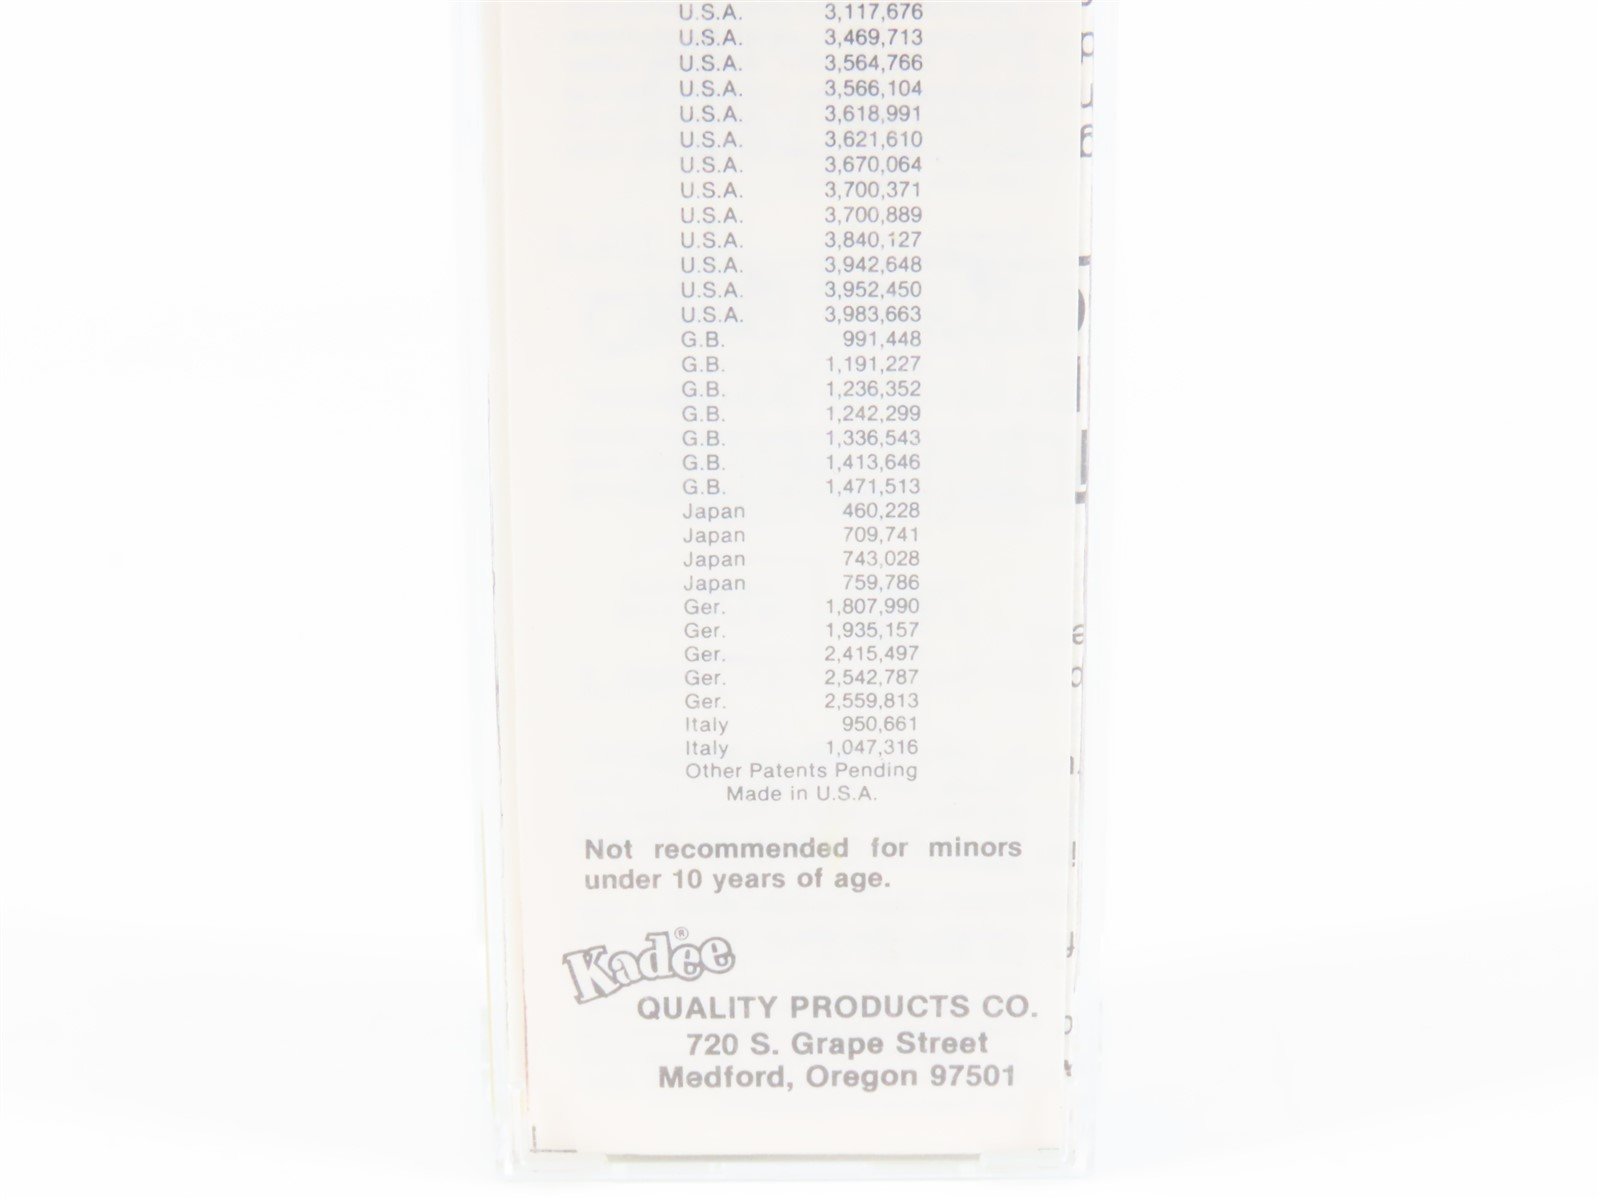 U.S.A. 3,117,676
U.S.A. 3,469,713
U.S.A. 3,564,766
U.S.A. 3,566,104
U.S.A. 3,618,991
U.S.A. 3,621,610
U.S.A. 3,670,064
U.S.A. 3,700,371
U.S.A. 3,700,889
U.S.A. 3,840,127
U.S.A. 3,942,648
U.S.A. 3,952,450
U.S.A. 3,983,663
G.B. 991,448
G.B. 1,191,227
G.B. 1,236,352
G.B. 1,242,299
G.B. 1,336,543
G.B. 1,413,646
G.B. 1,471,513
Japan 460,228
Japan 709,741
Japan 743,028
Japan 759,786
Ger. 1,807,990
Ger. 1,935,157
Ger. 2,415,497
Ger. 2,542,787
Ger. 2,559,813
Italy 950,661
Italy 1,047,316
Other Patents Pending
Made in U.S.A.
Not recommended for minors
under 10 years of age.
Kadee®
QUALITY PRODUCTS CO.
720 S. Grape Street
Medford, Oregon 97501